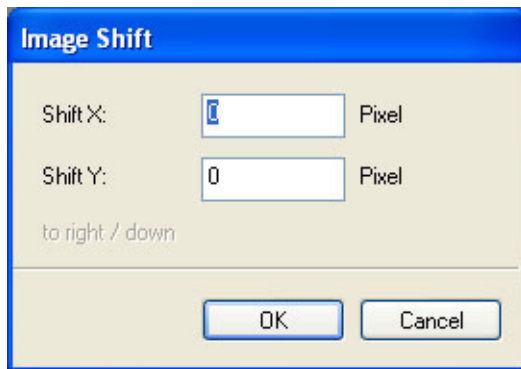 Image Shift
Shift X: 0 Pixel
Shift Y: 0 Pixel
to right / down
OK Cancel